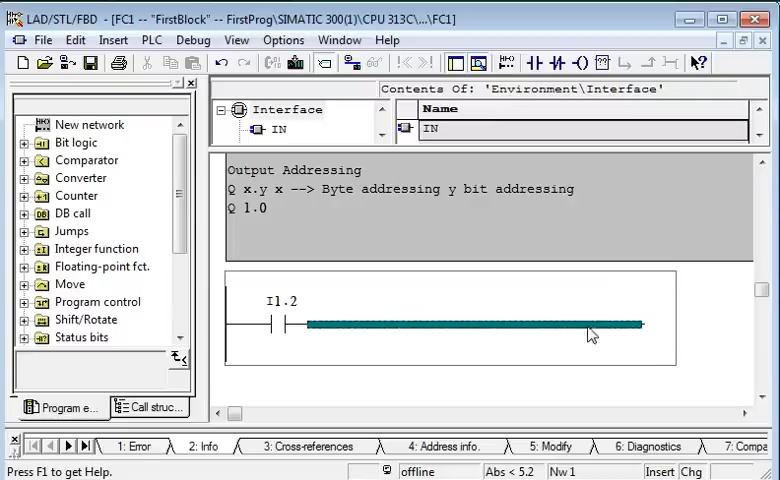 LAD/STL/FBD - [FC1 -- "FirstBlock" -- FirstProg\SIMATIC 300(1)\CPU 313C\...\FC1]
File Edit Insert PLC Debug View Options Window Help
Contents Of: 'Environment\Interface'
Interface
IN
Name
IN
New network
Bit logic
Comparator
Converter
Counter
DB call
Jumps
Integer function
Floating-point fct.
Move
Program control
Shift/Rotate
Status bits
Program e...
Call struc...
Output Addressing
Q x.y x --> Byte addressing y bit addressing
Q 1.0
I1.2
1: Error 2: Info 3: Cross-references 4: Address info. 5: Modify 6: Diagnostics 7: Compa
Press F1 to get Help.
offline Abs < 5.2 Nw 1 Insert Chg